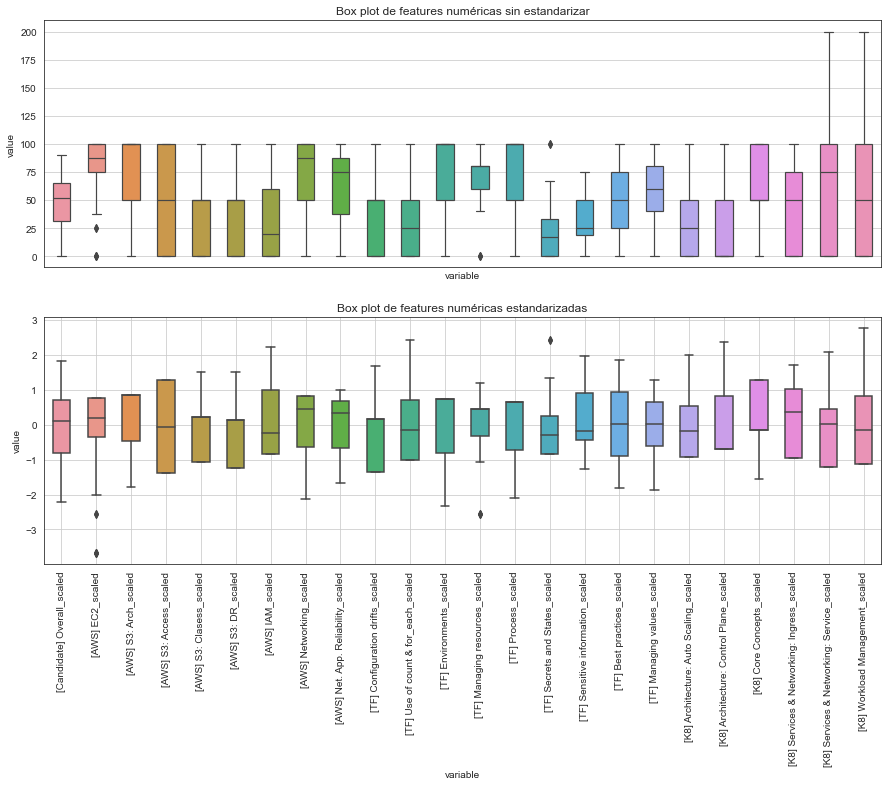 Box plot de features numéricas sin estandarizar
200
175
150
125
100
75
50
25
0
value
variable
Box plot de features numéricas estandarizadas
3
2
1
0
−1
−2
−3
value
[Candidate] Overall_scaled
[AWS] EC2_scaled
[AWS] S3: Arch_scaled
[AWS] S3: Access_scaled
[AWS] S3: Clasess_scaled
[AWS] S3: DR_scaled
[AWS] IAM_scaled
[AWS] Networking_scaled
[AWS] Net. App. Reliability_scaled
[TF] Configuration drifts_scaled
[TF] Use of count & for_each_scaled
[TF] Environments_scaled
[TF] Managing resources_scaled
[TF] Process_scaled
[TF] Secrets and States_scaled
[TF] Sensitive information_scaled
[TF] Best practices_scaled
[TF] Managing values_scaled
[K8] Architecture: Auto Scaling_scaled
[K8] Architecture: Control Plane_scaled
[K8] Core Concepts_scaled
[K8] Services & Networking: Ingress_scaled
[K8] Services & Networking: Service_scaled
[K8] Workload Management_scaled
variable